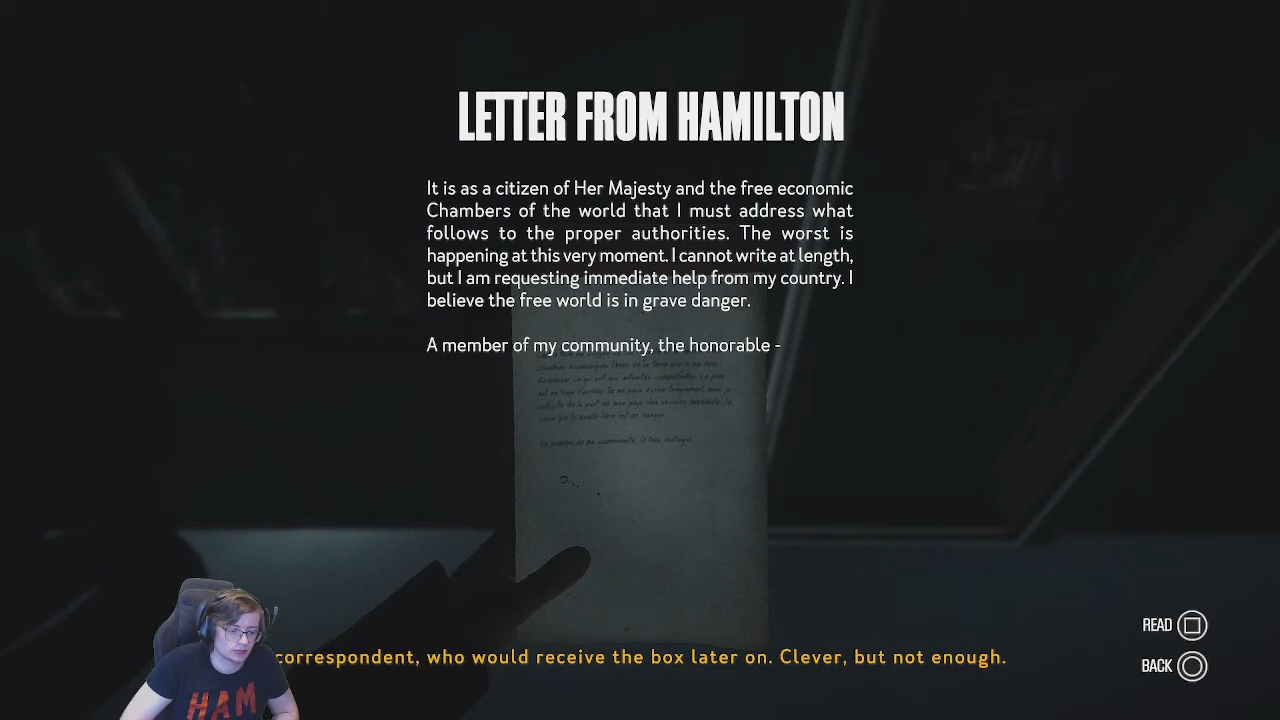 LETTER FROM HAMILTON
It is as a citizen of Her Majesty and the free economic
Chambers of the world that I must address what
follows to the proper authorities. The worst is
happening at this very moment. I cannot write at length,
but I am requesting immediate help from my country. I
believe the free world is in grave danger.
A member of my community, the honorable -
READ
correspondent, who would receive the box later on. Clever, but not enough.
BACK
HAM